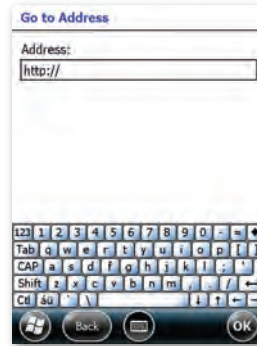 Go to Address
Address:
http://
123 1 2 3 4 5 6 7 8 9 0 - =
Tab q w e r t y u i o p [ ]
CAP a s d f g h j k l ; '
Shift z x c v b n m , . /
Ctl áü ` \
Back
OK